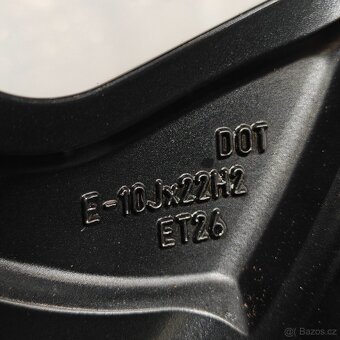 DOT
E-10Jx22H2
ET26
@( Bazos.cz